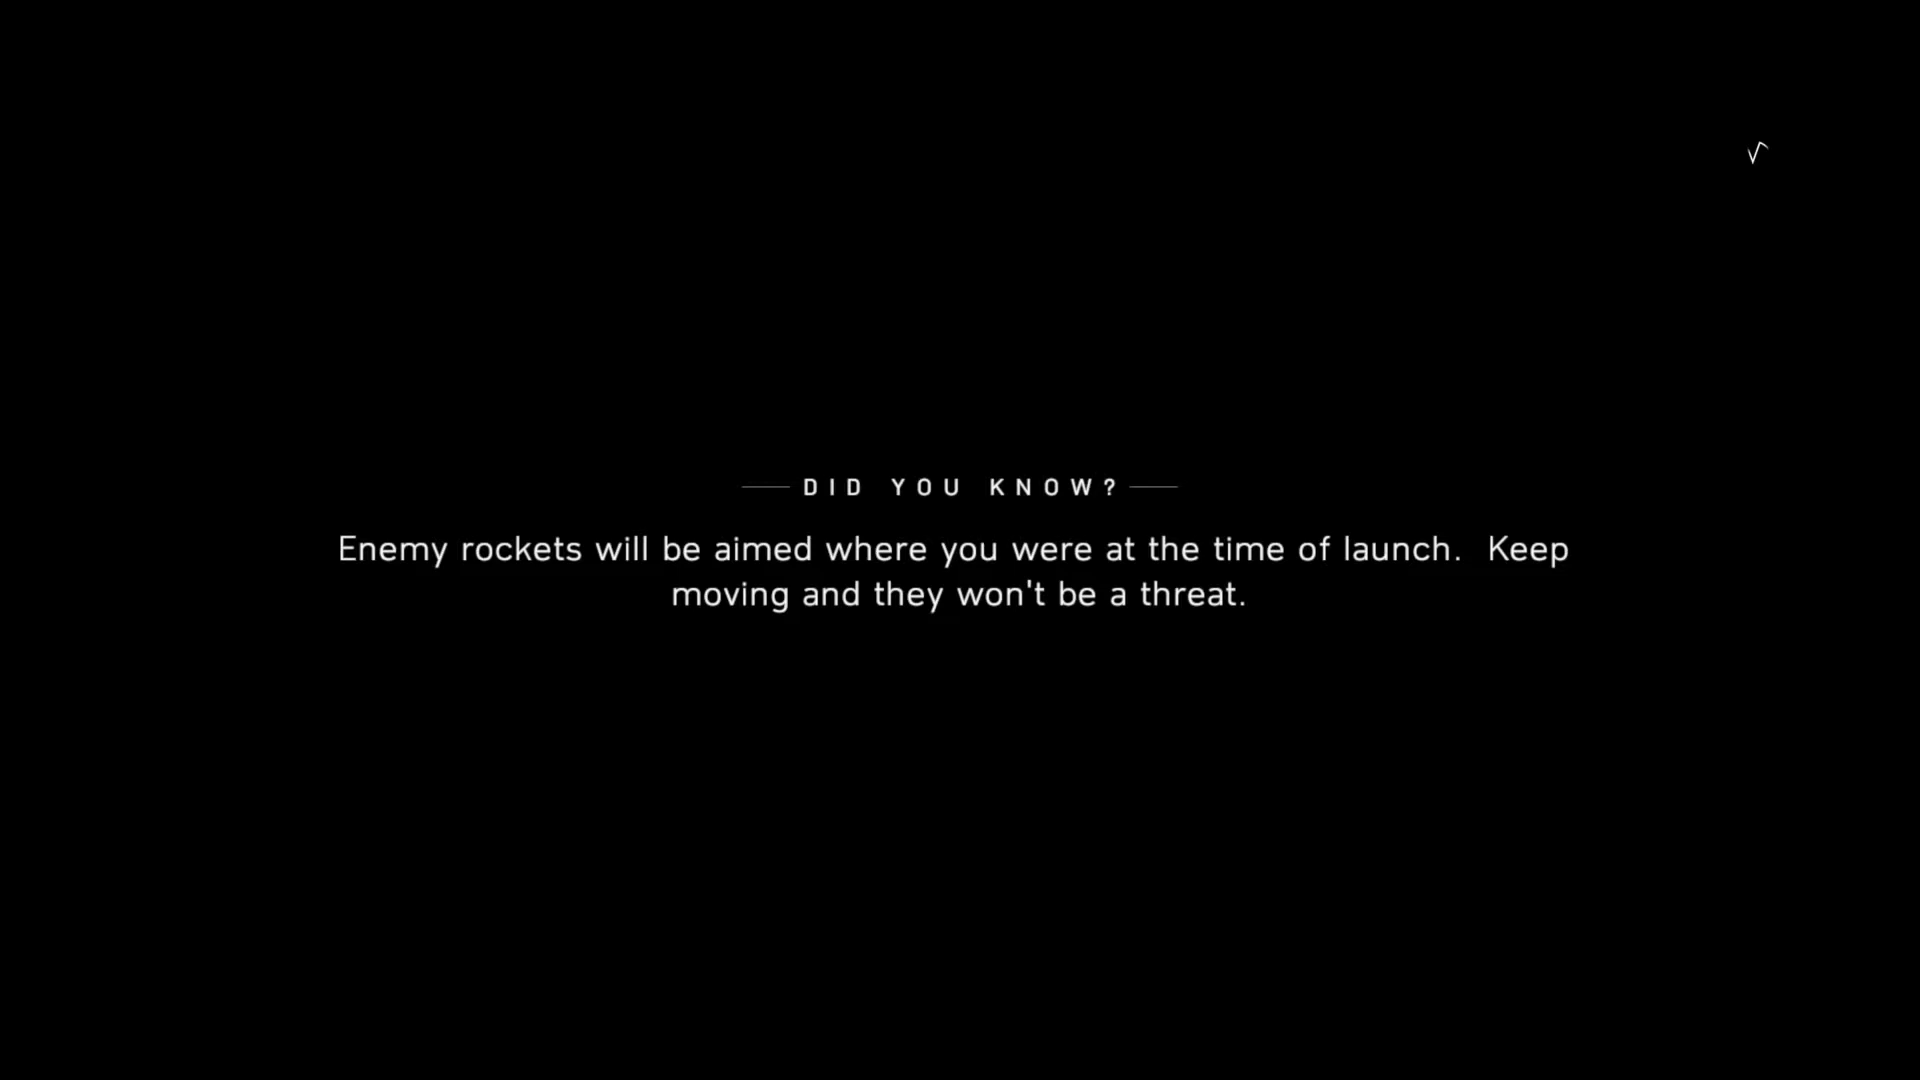 DID YOU KNOW?
Enemy rockets will be aimed where you were at the time of launch.  Keep
moving and they won't be a threat.